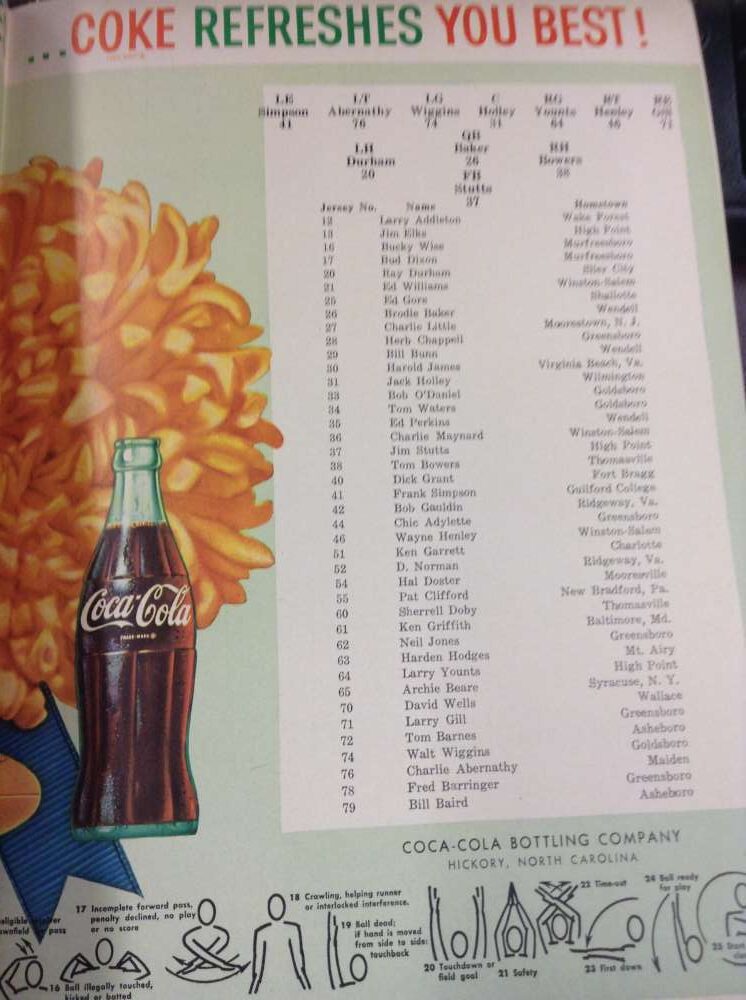 ...COKE REFRESHES YOU BEST!
LE LT LG C RG RT RE
Simpson Abernathy Wiggins Holley Younts Henley Gill
41 76 74 31 64 46 71
QB
LH Baker RH
Durham 26 Bowers
20 FB 38
Stutts
37
Jersey No. Name Hometown
12 Larry Addleton Wake Forest
13 Jim Elks High Point
16 Bucky Wise Murfreesboro
17 Bud Dixon Murfreesboro
20 Ray Durham Siler City
21 Ed Williams Winston-Salem
25 Ed Gore Shallotte
26 Brodie Baker Wendell
27 Charlie Little Moorestown, N. J.
28 Herb Chappell Greensboro
29 Bill Bunn Wendell
30 Harold James Virginia Beach, Va.
31 Jack Holley Wilmington
33 Bob O'Daniel Goldsboro
34 Tom Waters Goldsboro
35 Ed Perkins Wendell
36 Charlie Maynard Winston-Salem
37 Jim Stutts High Point
38 Tom Bowers Thomasville
40 Dick Grant Fort Bragg
41 Frank Simpson Guilford College
42 Bob Gauldin Ridgeway, Va.
44 Chic Adylette Greensboro
46 Wayne Henley Winston-Salem
51 Ken Garrett Charlotte
52 D. Norman Ridgeway, Va.
54 Hal Doster Mooresville
55 Pat Clifford New Bradford, Pa.
60 Sherrell Doby Thomasville
61 Ken Griffith Baltimore, Md.
62 Neil Jones Greensboro
63 Harden Hodges Mt. Airy
64 Larry Younts High Point
65 Archie Beare Syracuse, N. Y.
70 David Wells Wallace
71 Larry Gill Greensboro
72 Tom Barnes Asheboro
74 Walt Wiggins Goldsboro
76 Charlie Abernathy Maiden
78 Fred Barringer Greensboro
79 Bill Baird Asheboro
Coca-Cola
TRADE-MARK ®
COCA-COLA BOTTLING COMPANY
HICKORY, NORTH CAROLINA
pass
16 Ball illegally touched,
kicked or batted
17 Incomplete forward pass,
penalty declined, no play
or no score
18 Crawling, helping runner
or interlocked interference.
19 Ball dead;
if hand is moved
from side to side:
touchback
20 Touchdown or
field goal
21 Safety
22 Time-out
23 First down
24 Ball ready
for play
25